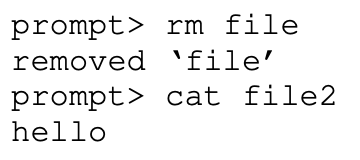 prompt> rm file
removed ‘file’
prompt> cat file2
hello